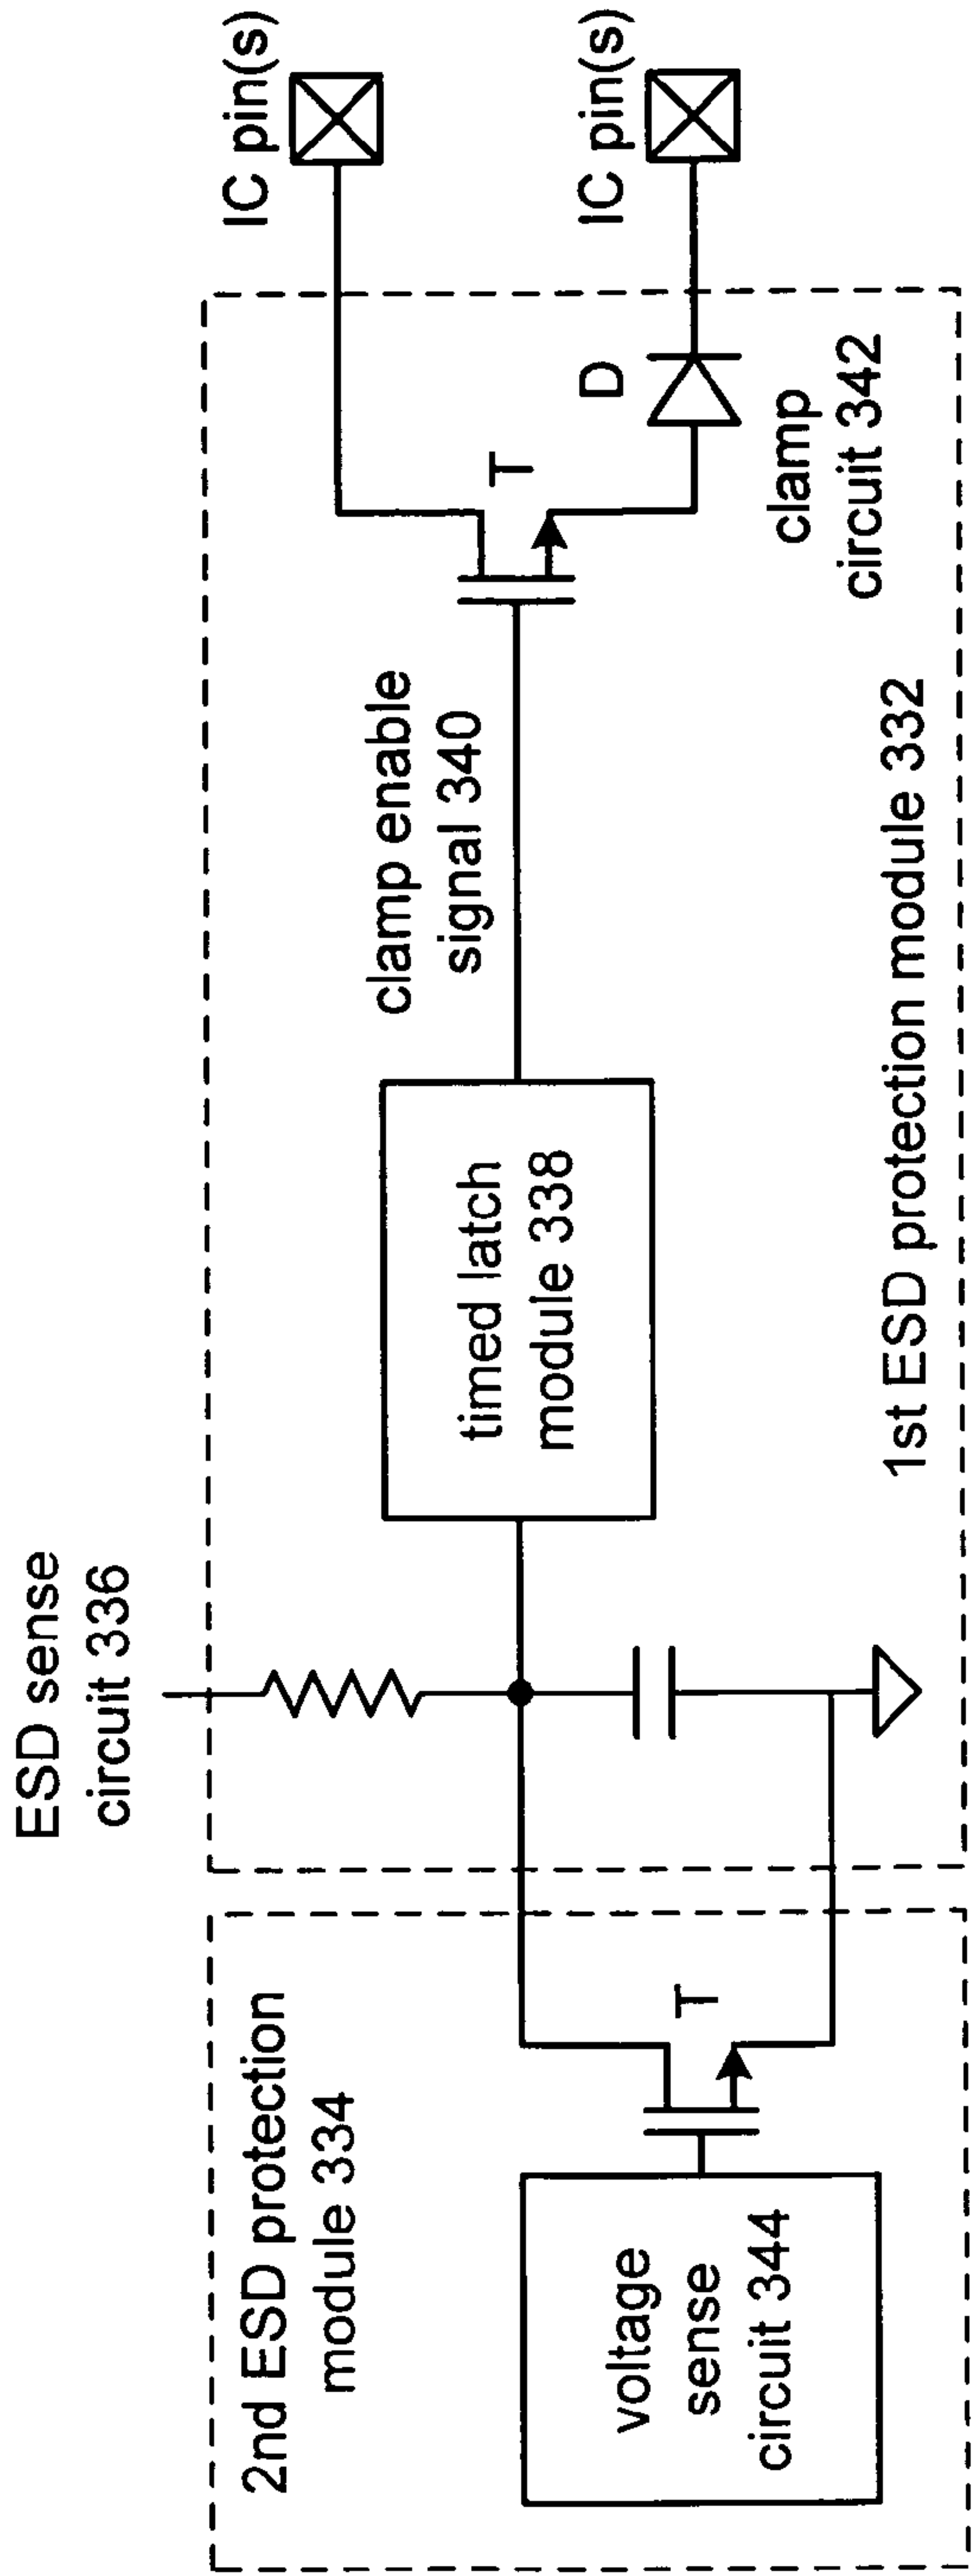 ESD sense
circuit 336
2nd ESD protection
module 334
voltage
sense
circuit 344
T
timed latch
module 338
clamp enable
signal 340
T
D
IC pin(s)
IC pin(s)
clamp
circuit 342
1st ESD protection module 332